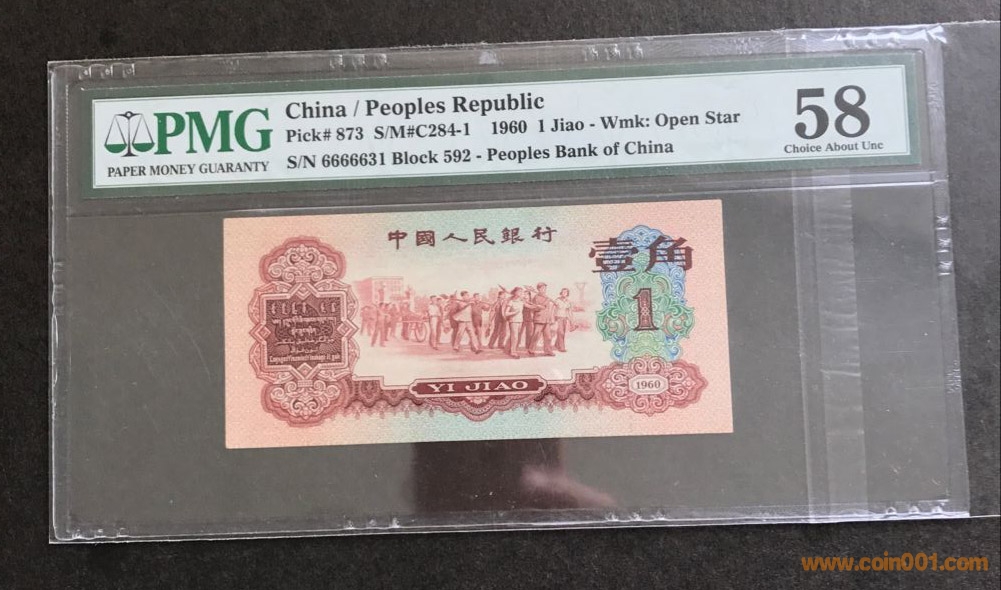 PMG
PAPER MONEY GUARANTY
China / Peoples Republic
Pick# 873 S/M#C284-1 1960 1 Jiao - Wmk: Open Star
S/N 6666631 Block 592 - Peoples Bank of China
58
Choice About Unc
中國人民銀行
壹角
1
YI JIAO
1960
www.coin001.com